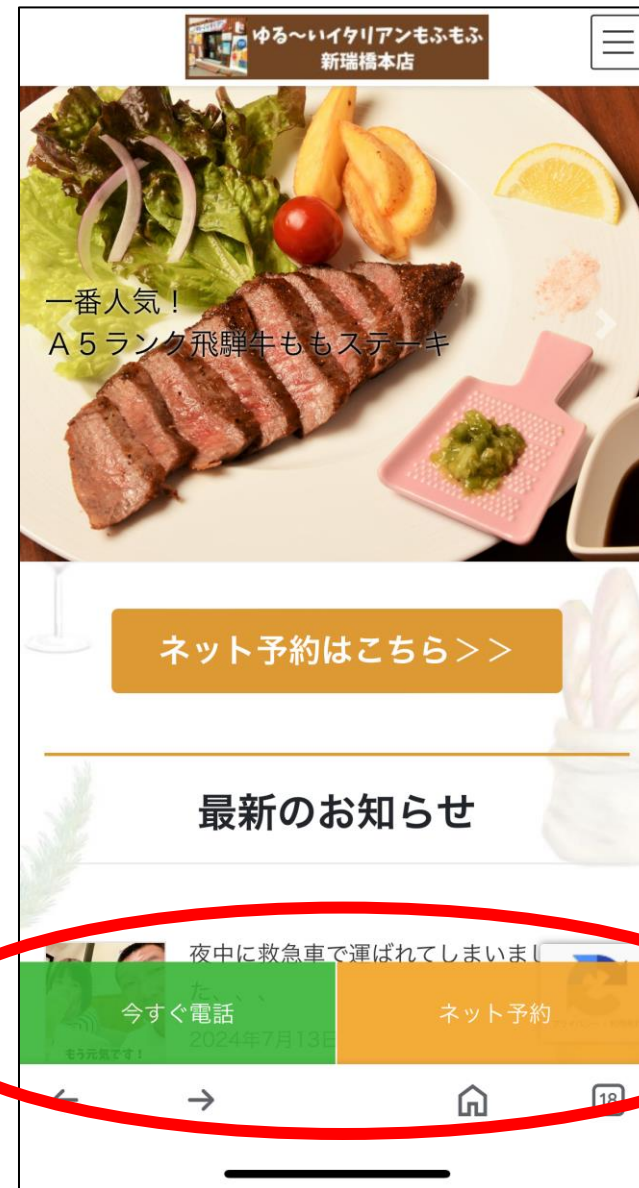 ゆる〜いイタリアンもふもふ
新瑞橋本店
一番人気！
Ａ５ランク飛騨牛ももステーキ
ネット予約はこちら＞＞
最新のお知らせ
夜中に救急車で運ばれてしまいまし
た、、、
2024年7月13日
もう元気です！
今すぐ電話
ネット予約
18